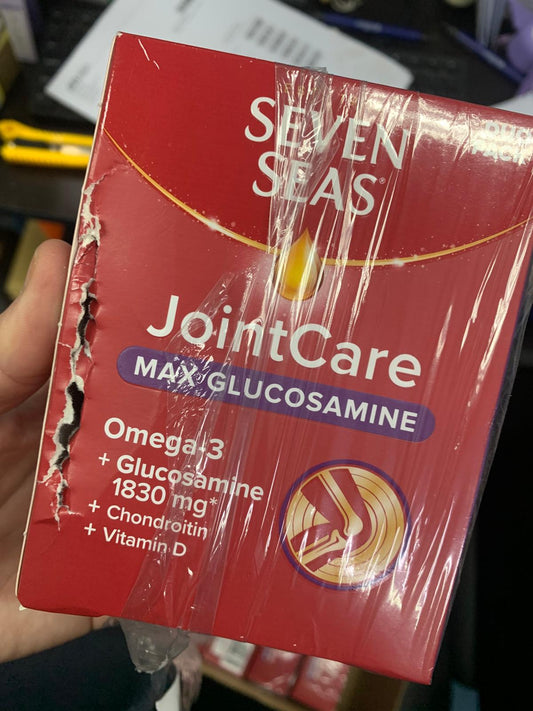 SEVEN
SEAS®
JointCare
MAX GLUCOSAMINE
Omega-3
+ Glucosamine
1830 mg*
+ Chondroitin
+ Vitamin D